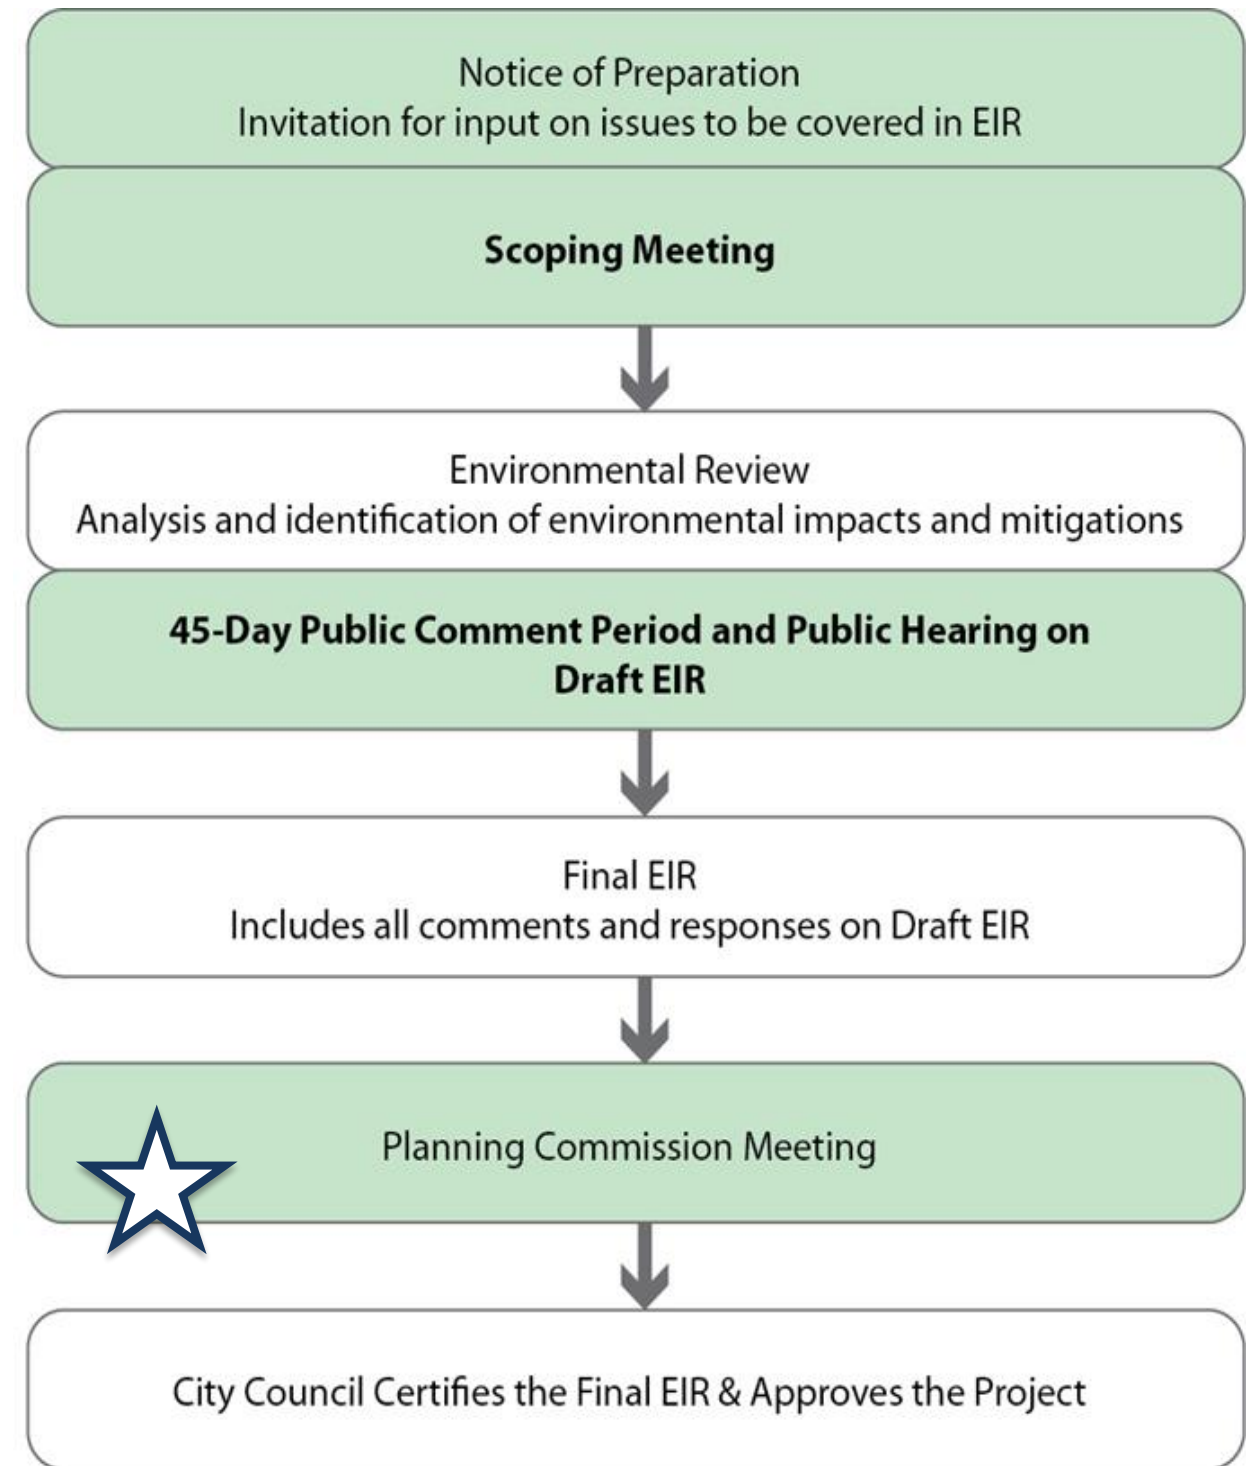 Notice of Preparation
Invitation for input on issues to be covered in EIR
Scoping Meeting
Environmental Review
Analysis and identification of environmental impacts and mitigations
45-Day Public Comment Period and Public Hearing on
Draft EIR
Final EIR
Includes all comments and responses on Draft EIR
Planning Commission Meeting
City Council Certifies the Final EIR & Approves the Project